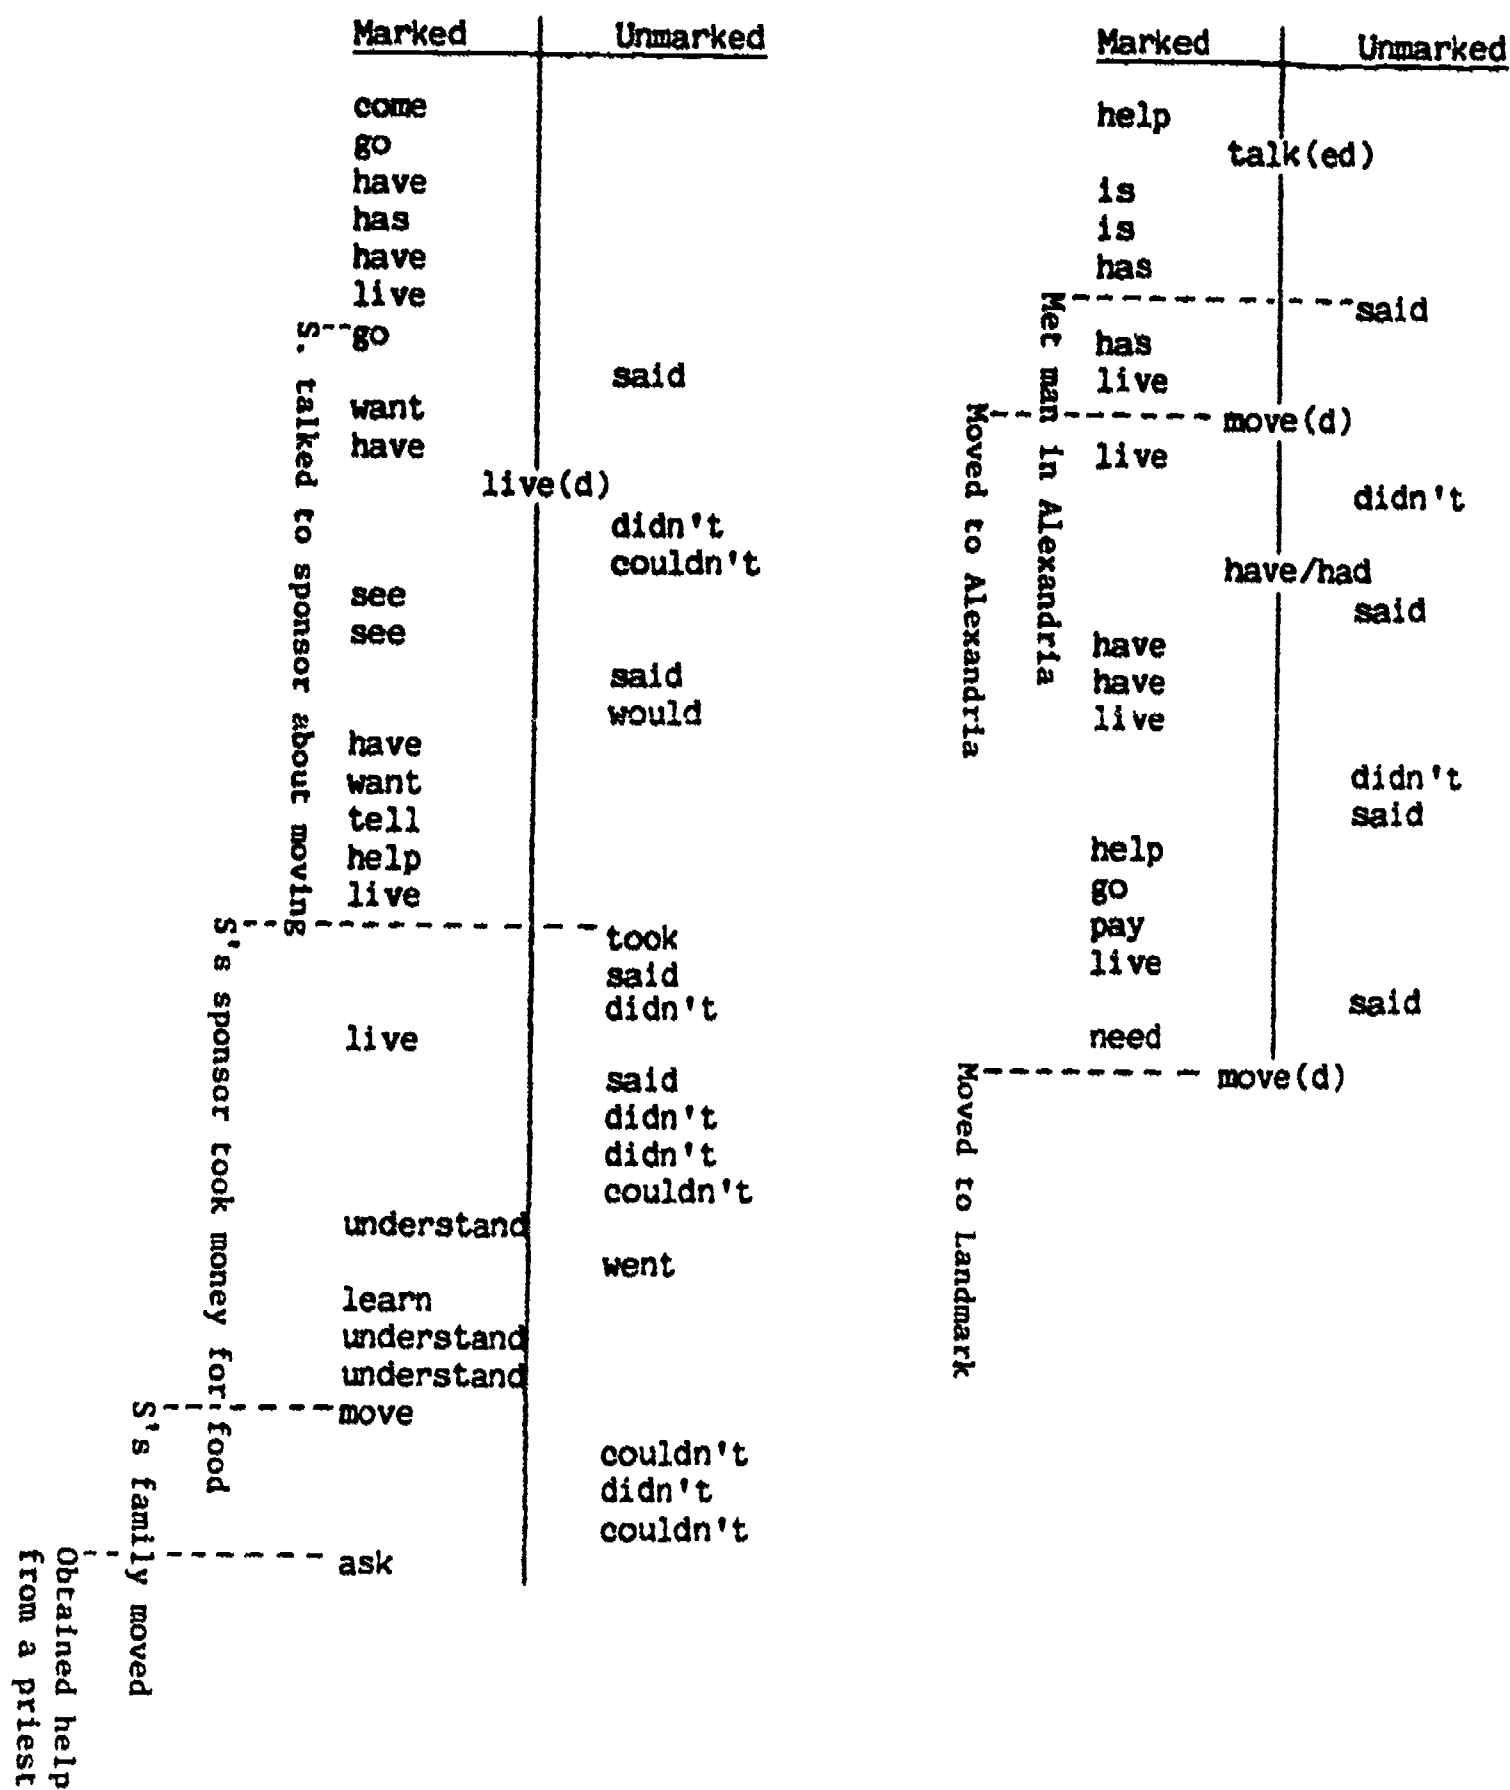 Marked Unmarked
come
go
have
has
have
live
go
said
want
have
live(d)
didn't
couldn't
see
see
said
would
have
want
tell
help
live
took
said
didn't
live
said
didn't
didn't
couldn't
understand
went
learn
understand
understand
move
couldn't
didn't
couldn't
ask
S. talked to sponsor about moving
S's sponsor took money for food
S's family moved
Obtained help
from a priest
Marked Unmarked
help
talk(ed)
is
is
has
said
has
live
move(d)
live
didn't
have/had
said
have
have
live
didn't
said
help
go
pay
live
said
need
move(d)
Met man in Alexandria
Moved to Alexandria
Moved to Landmark